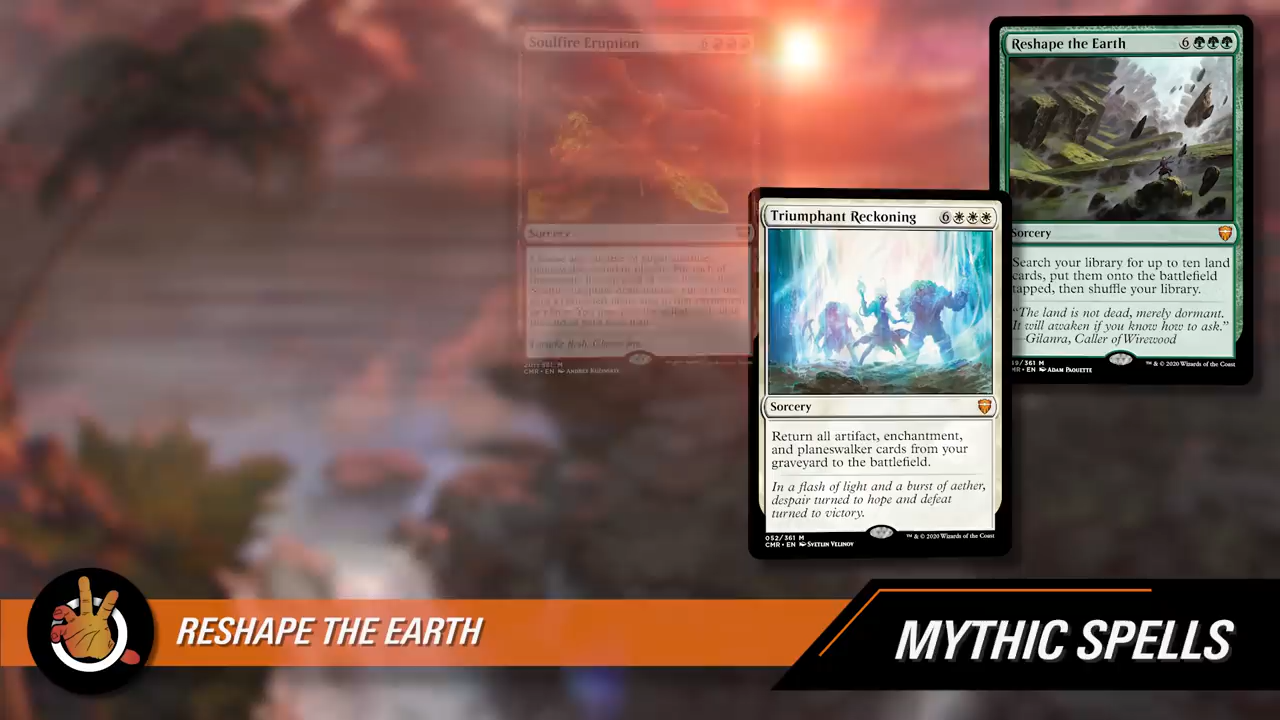 Soulfire Eruption
6
Sorcery
CMR • EN
Reshape the Earth
6
Sorcery
Search your library for up to ten land
cards, put them onto the battlefield
tapped, then shuffle your library.
"The land is not dead, merely dormant.
It will awaken if you know how to ask."
—Gilanra, Caller of Wirewood
/361 M
EN ADAM PAQUETTE
™ & © 2020 Wizards of the Coast
Triumphant Reckoning
6
Sorcery
Return all artifact, enchantment,
and planeswalker cards from your
graveyard to the battlefield.
In a flash of light and a burst of aether,
despair turned to hope and defeat
turned to victory.
052/361 M
CMR • EN SVETLIN VELINOV
™ & © 2020 Wizards of the Coast
RESHAPE THE EARTH
MYTHIC SPELLS